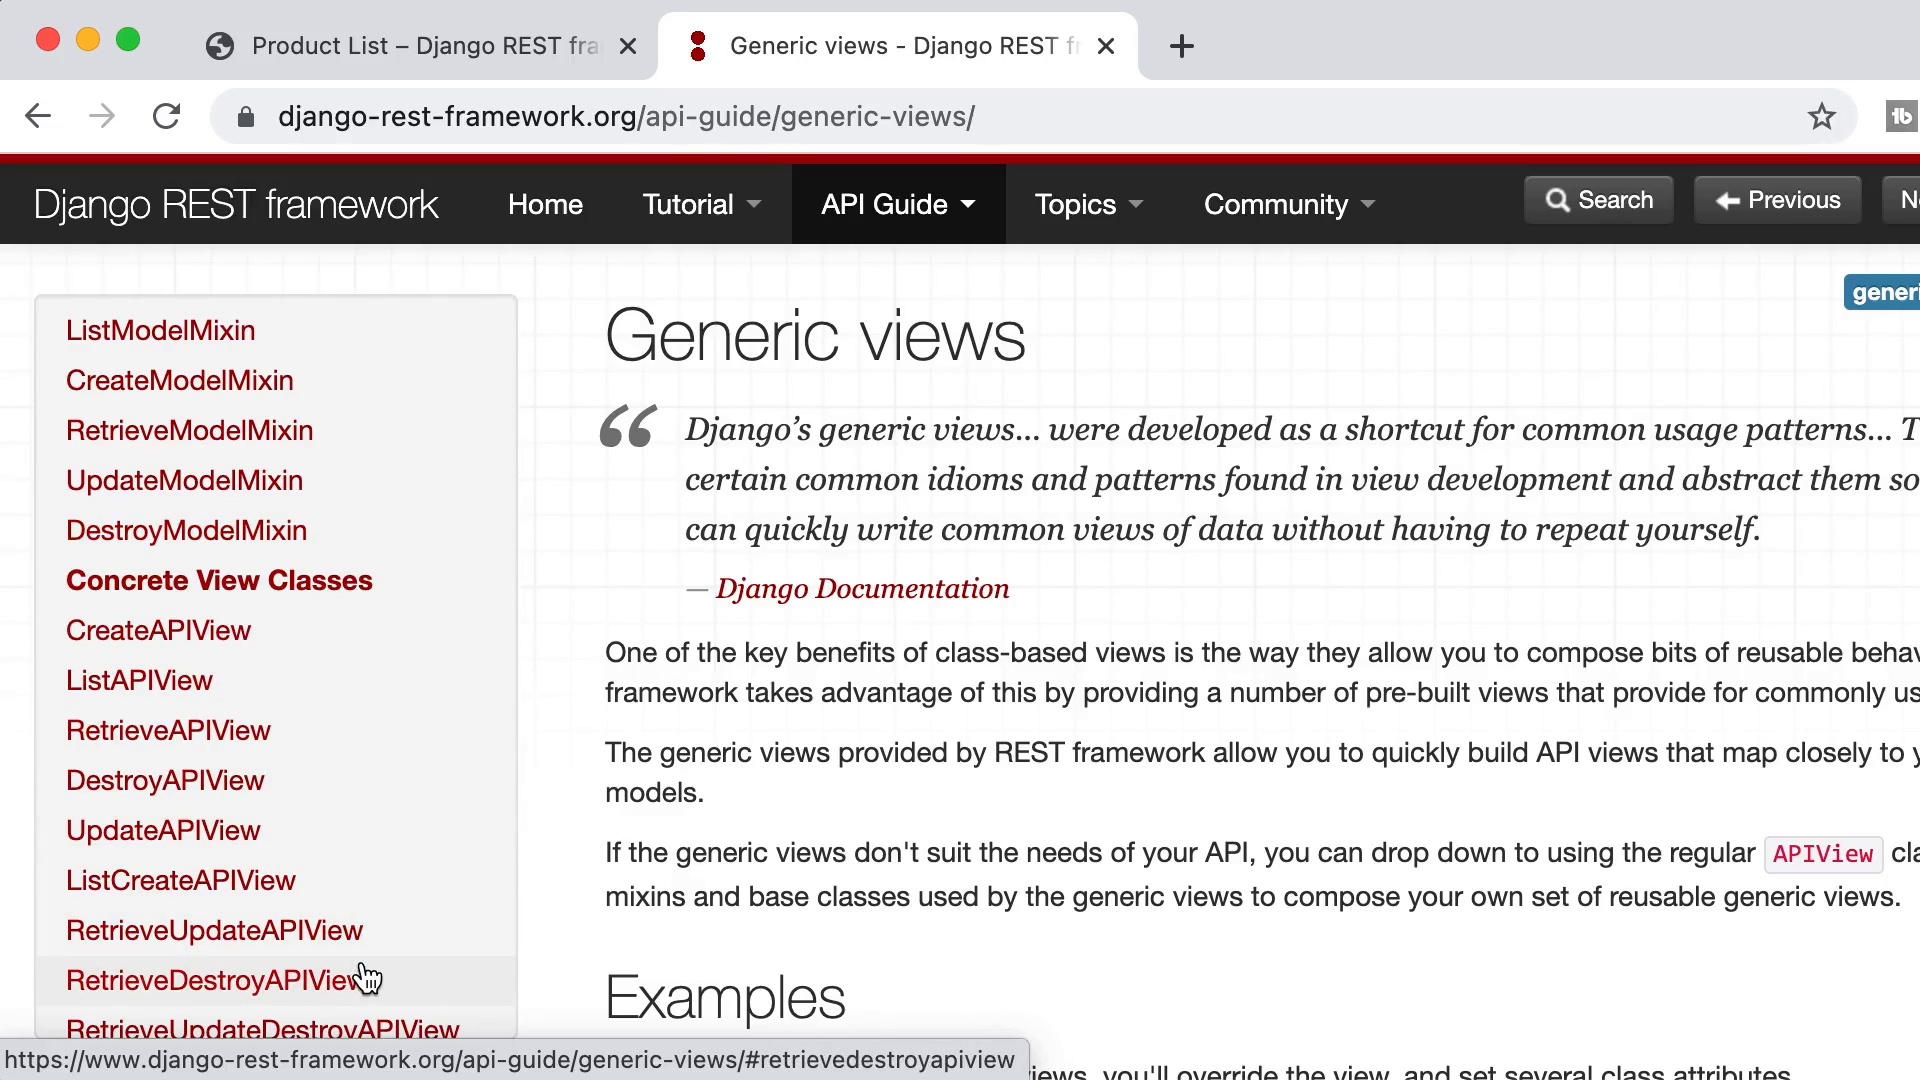 Product List – Django REST fra
Generic views - Django REST fr
django-rest-framework.org/api-guide/generic-views/
Django REST framework
Home
Tutorial
API Guide
Topics
Community
Search
Previous
generi
ListModelMixin
CreateModelMixin
RetrieveModelMixin
UpdateModelMixin
DestroyModelMixin
Concrete View Classes
CreateAPIView
ListAPIView
RetrieveAPIView
DestroyAPIView
UpdateAPIView
ListCreateAPIView
RetrieveUpdateAPIView
RetrieveDestroyAPIView
RetrieveUpdateDestroyAPIView
Generic views
“ Django’s generic views... were developed as a shortcut for common usage patterns... T
certain common idioms and patterns found in view development and abstract them so
can quickly write common views of data without having to repeat yourself.
— Django Documentation
One of the key benefits of class-based views is the way they allow you to compose bits of reusable behav
framework takes advantage of this by providing a number of pre-built views that provide for commonly us
The generic views provided by REST framework allow you to quickly build API views that map closely to y
models.
If the generic views don't suit the needs of your API, you can drop down to using the regular APIView cla
mixins and base classes used by the generic views to compose your own set of reusable generic views.
Examples
iews, you'll override the view, and set several class attributes.
https://www.django-rest-framework.org/api-guide/generic-views/#retrievedestroyapiview